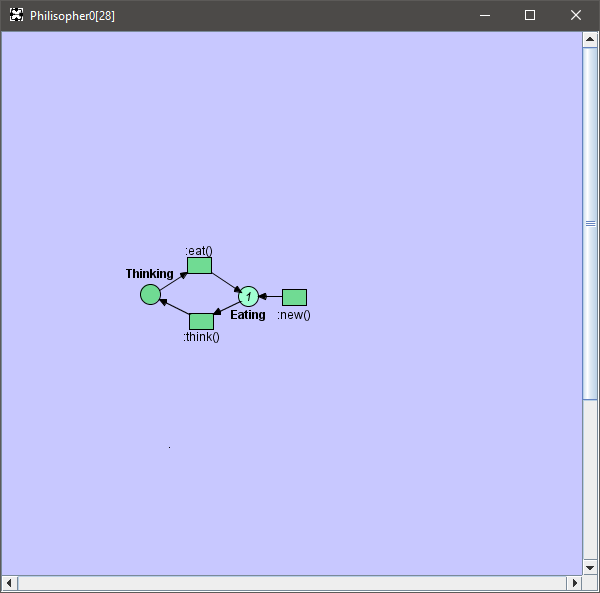 Philisopher0[28]
:eat()
Thinking
1
Eating
:new()
:think()